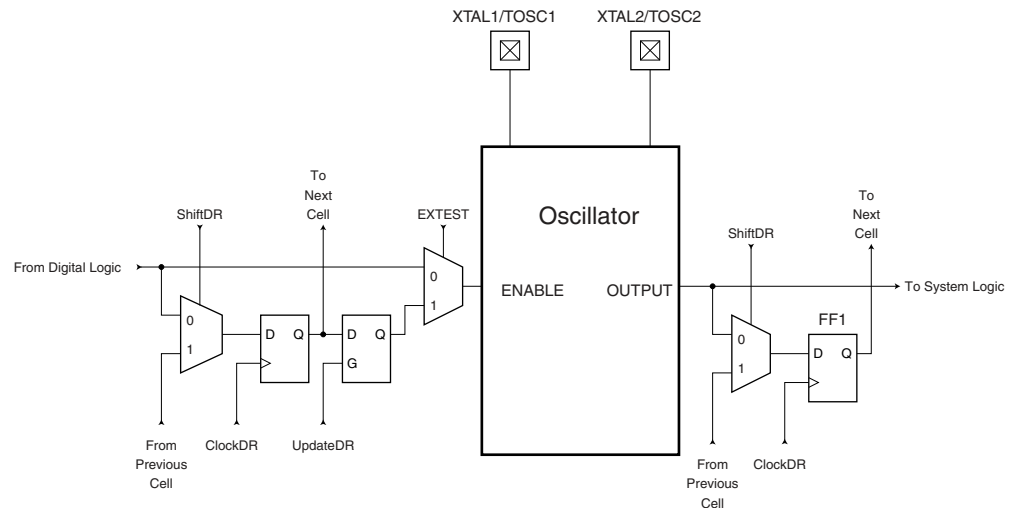 XTAL1/TOSC1
XTAL2/TOSC2
To
Next
Cell
ShiftDR
EXTEST
Oscillator
To
Next
Cell
ShiftDR
From Digital Logic
0
1
ENABLE
OUTPUT
To System Logic
0
1
D Q
D Q
G
FF1
0
1
D Q
From
Previous
Cell
ClockDR
UpdateDR
From
Previous
Cell
ClockDR